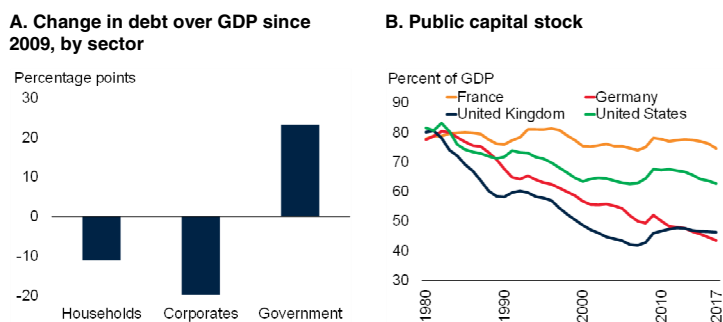 A. Change in debt over GDP since
2009, by sector
Percentage points
30
20
10
0
-10
-20
Households Corporates Government
B. Public capital stock
Percent of GDP
France Germany
United Kingdom United States
90
80
70
60
50
40
30
1980
1990
2000
2010
2017